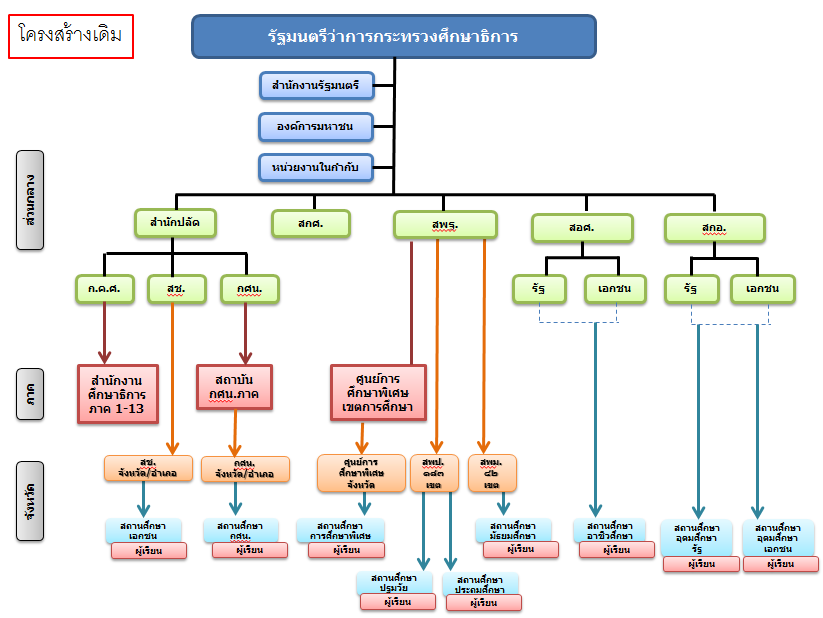 โครงสร้างเดิม
รัฐมนตรีว่าการกระทรวงศึกษาธิการ
สำนักงานรัฐมนตรี
องค์การมหาชน
หน่วยงานในกำกับ
ส่วนกลาง
สำนักปลัด
สกศ.
สพฐ.
สอศ.
สกอ.
ก.ค.ศ.
สช.
กศน.
รัฐ
เอกชน
รัฐ
เอกชน
ภาค
สำนักงาน
ศึกษาธิการ
ภาค 1-13
สถาบัน
กศน.ภาค
ศูนย์การ
ศึกษาพิเศษ
เขตการศึกษา
จังหวัด
สช.
จังหวัด/อำเภอ
กศน.
จังหวัด/อำเภอ
ศูนย์การ
ศึกษาพิเศษ
จังหวัด
สพป.
๑๘๓
เขต
สพม.
๔๒
เขต
สถานศึกษา
เอกชน
ผู้เรียน
สถานศึกษา
กศน.
ผู้เรียน
สถานศึกษา
การศึกษาพิเศษ
ผู้เรียน
สถานศึกษา
มัธยมศึกษา
ผู้เรียน
สถานศึกษา
อาชีวศึกษา
ผู้เรียน
สถานศึกษา
อุดมศึกษา
รัฐ
ผู้เรียน
สถานศึกษา
อุดมศึกษา
เอกชน
ผู้เรียน
สถานศึกษา
ปฐมวัย
ผู้เรียน
สถานศึกษา
ประถมศึกษา
ผู้เรียน